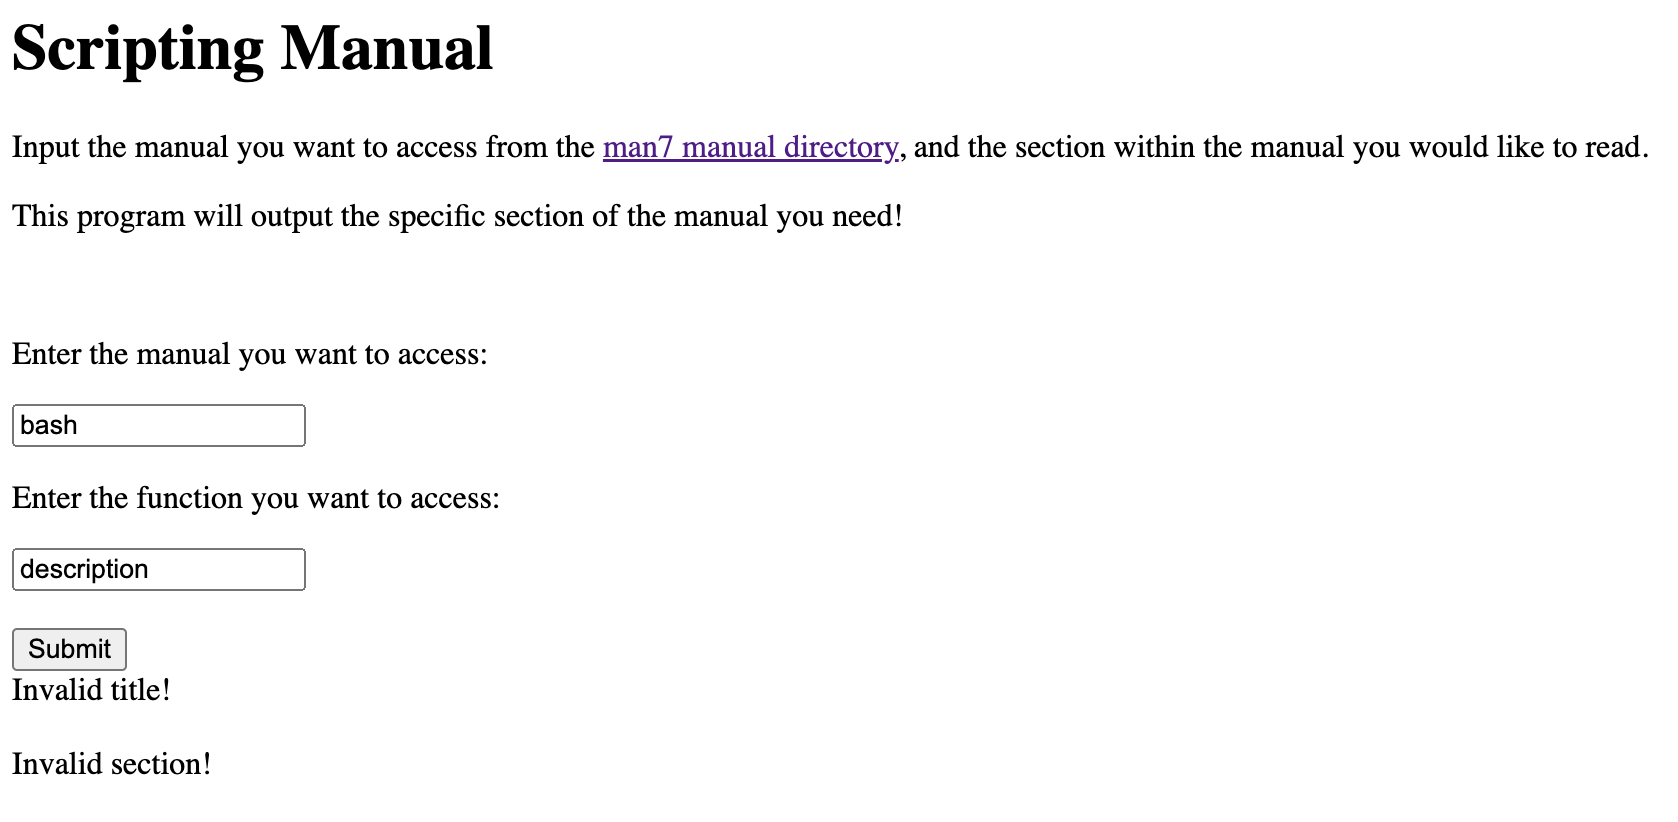 Scripting Manual
Input the manual you want to access from the man7 manual directory, and the section within the manual you would like to read.
This program will output the specific section of the manual you need!
Enter the manual you want to access:
bash
Enter the function you want to access:
description
Submit
Invalid title!
Invalid section!